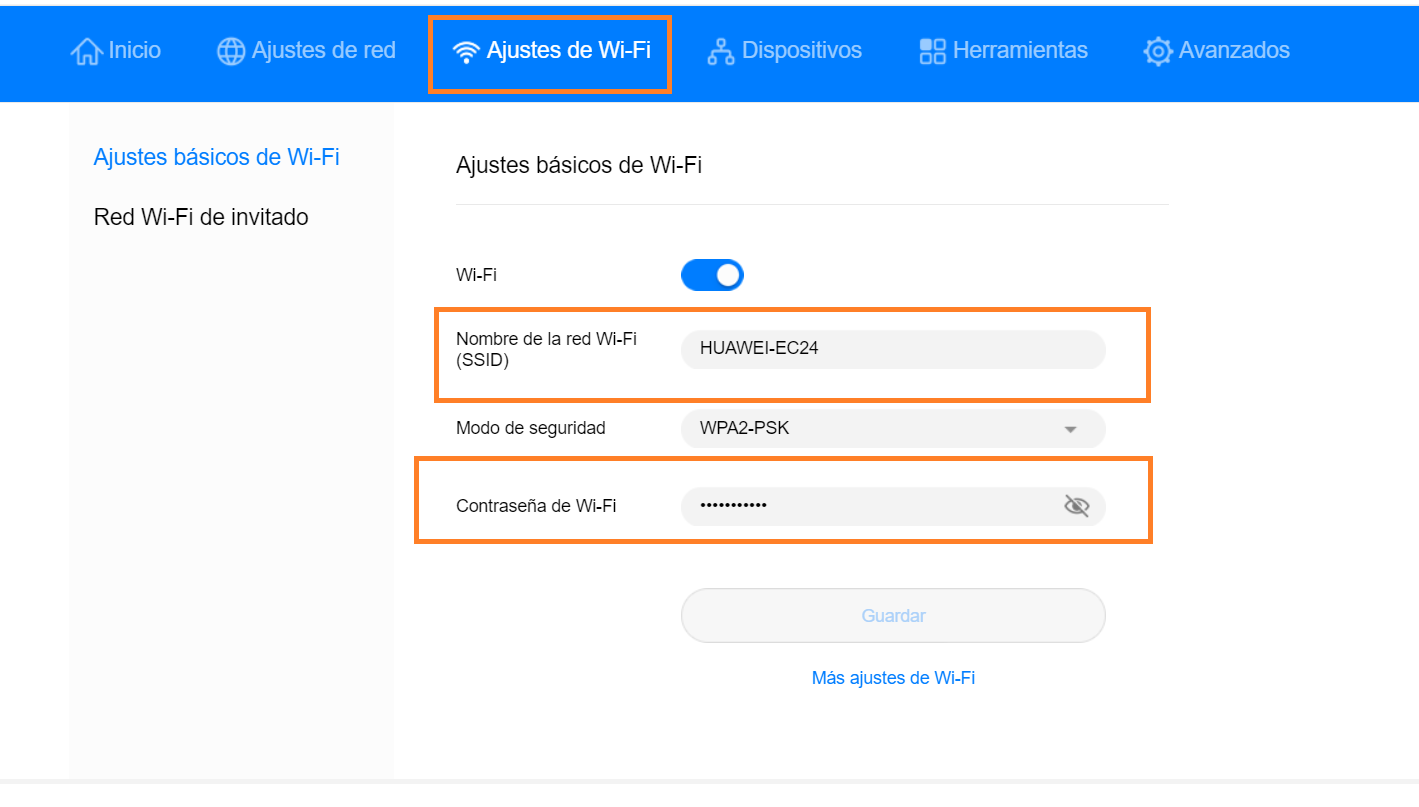 Inicio
Ajustes de red
Ajustes de Wi-Fi
Dispositivos
Herramientas
Avanzados
Ajustes básicos de Wi-Fi
Red Wi-Fi de invitado
Ajustes básicos de Wi-Fi
Wi-Fi
Nombre de la red Wi-Fi
(SSID)
HUAWEI-EC24
Modo de seguridad
WPA2-PSK
Contraseña de Wi-Fi
•••••••••••
Guardar
Más ajustes de Wi-Fi